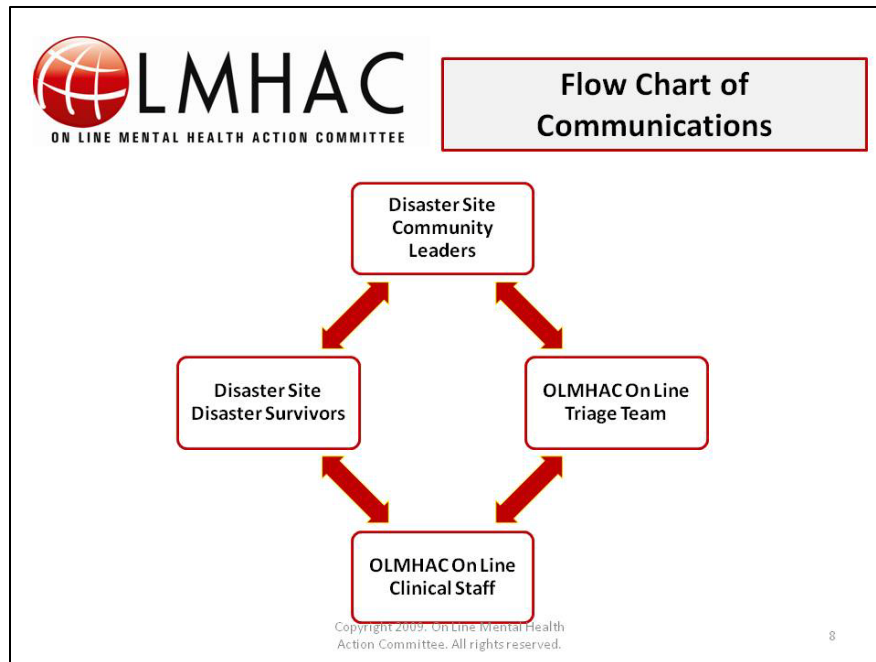 OLMHAC
ON LINE MENTAL HEALTH ACTION COMMITTEE
Flow Chart of
Communications
Disaster Site
Community
Leaders
Disaster Site
Disaster Survivors
OLMHAC On Line
Triage Team
OLMHAC On Line
Clinical Staff
Copyright 2009. On Line Mental Health
Action Committee. All rights reserved.
8